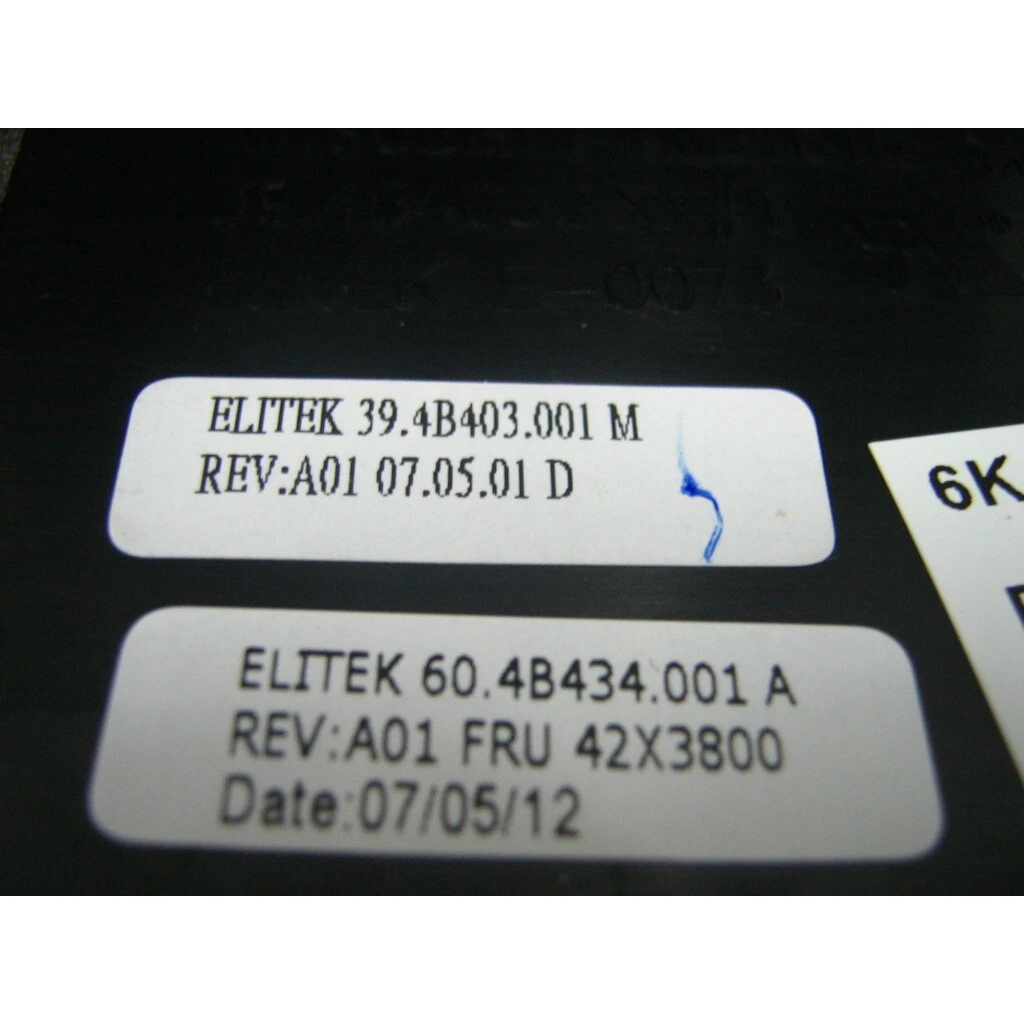 ELITEK 39.4B403.001 M
REV:A01 07.05.01 D
6K
ELITEK 60.4B434.001 A
REV:A01 FRU 42X3800
Date:07/05/12